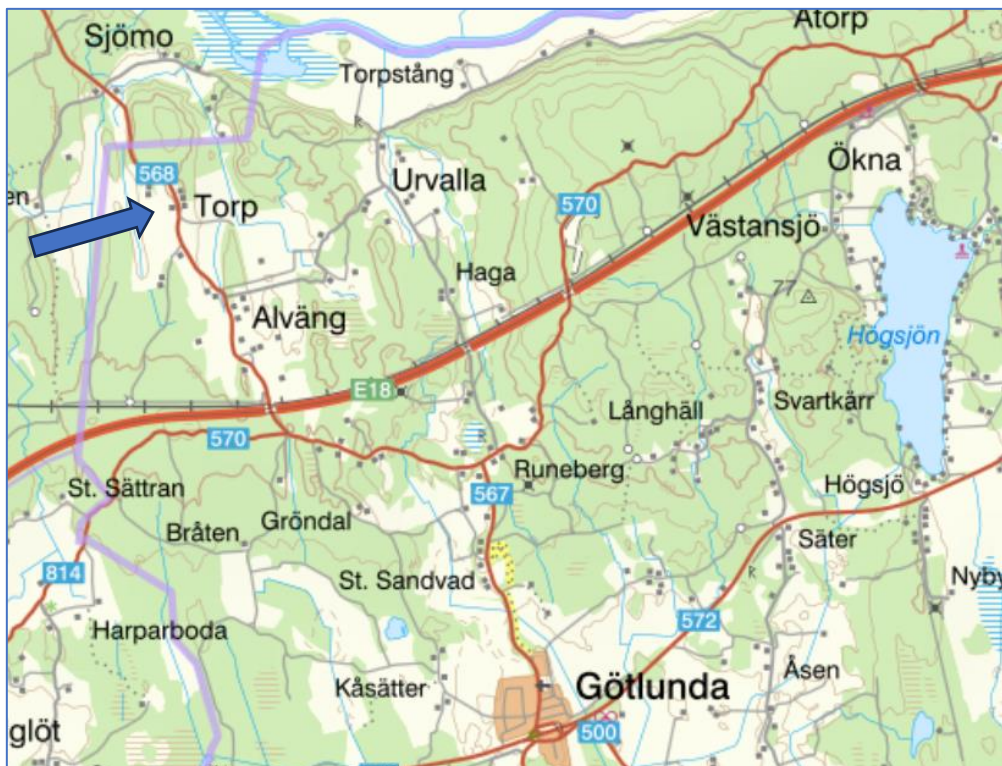 Åtorp
Sjömo
Torpstång
568
Torp
Urvalla
570
Ökna
Västansjö
en
Haga
77
Alväng
Högsjön
E18
570
Långhäll
Svartkärr
Runeberg
567
St. Sättran
Högsjö
Bråten
Gröndal
Säter
St. Sandvad
814
572
Nyby
Harparboda
Åsen
Kåsätter
Götlunda
500
glöt
R
R
R